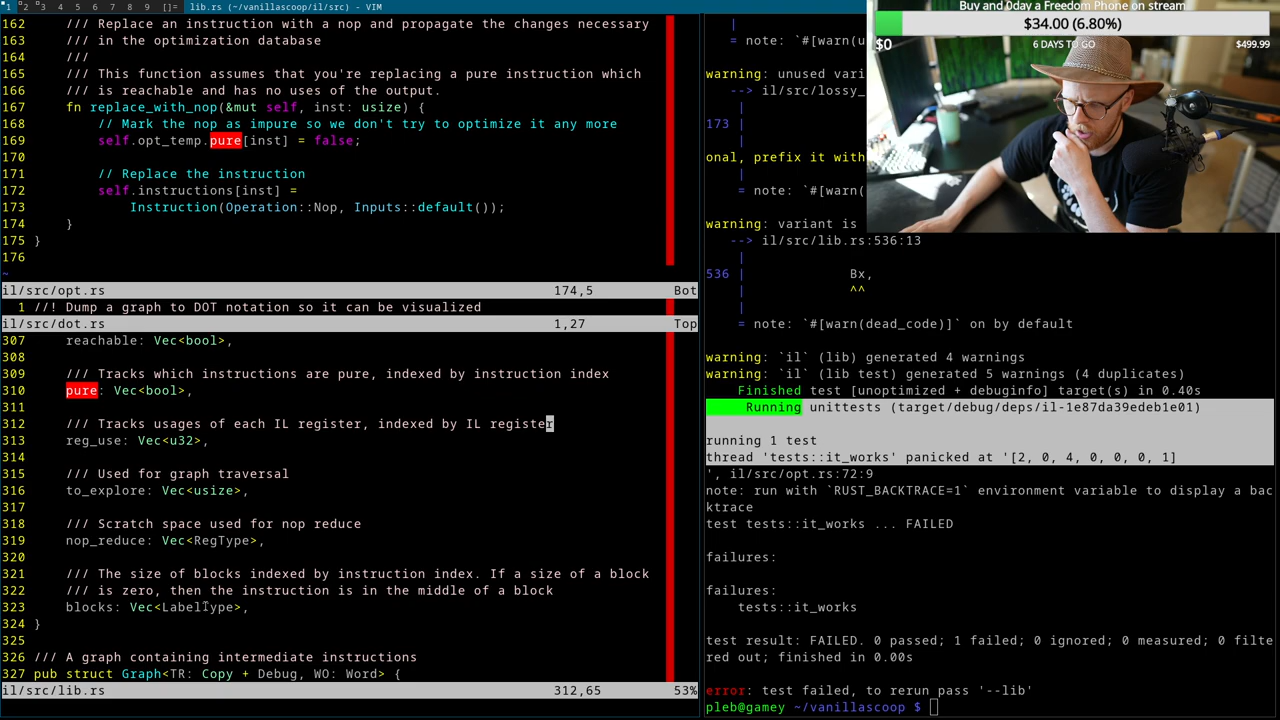 1 2 3 4 5 6 7 8 9 []= lib.rs (~/vanillascoop/il/src) - VIM
162     /// Replace an instruction with a nop and propagate the changes necessary
163     /// in the optimization database
164     ///
165     /// This function assumes that you're replacing a pure instruction which
166     /// is reachable and has no uses of the output.
167     fn replace_with_nop(&mut self, inst: usize) {
168         // Mark the nop as impure so we don't try to optimize it any more
169         self.opt_temp.pure[inst] = false;
170
171         // Replace the instruction
172         self.instructions[inst] =
173             Instruction(Operation::Nop, Inputs::default());
174     }
175 }
176
~
il/src/opt.rs 174,5 Bot
1 //! Dump a graph to DOT notation so it can be visualized
il/src/dot.rs 1,27 Top
307     reachable: Vec<bool>,
308
309     /// Tracks which instructions are pure, indexed by instruction index
310     pure: Vec<bool>,
311
312     /// Tracks usages of each IL register, indexed by IL register
313     reg_use: Vec<u32>,
314
315     /// Used for graph traversal
316     to_explore: Vec<usize>,
317
318     /// Scratch space used for nop reduce
319     nop_reduce: Vec<RegType>,
320
321     /// The size of blocks indexed by instruction index. If a size of a block
322     /// is zero, then the instruction is in the middle of a block
323     blocks: Vec<LabelType>,
324 }
325
326 /// A graph containing intermediate instructions
327 pub struct Graph<TR: Copy + Debug, WO: Word> {
il/src/lib.rs 312,65 53%
|
= note: `#[warn(u
warning: unused vari
--> il/src/lossy_
|
173 |
|
onal, prefix it with
= note: `#[warn(
warning: variant is
--> il/src/lib.rs:536:13
|
536 |             Bx,
|             ^^
|
= note: `#[warn(dead_code)]` on by default
warning: `il` (lib) generated 4 warnings
warning: `il` (lib test) generated 5 warnings (4 duplicates)
Finished test [unoptimized + debuginfo] target(s) in 0.40s
Running unittests (target/debug/deps/il-1e87da39edeb1e01)
running 1 test
thread 'tests::it_works' panicked at '[2, 0, 4, 0, 0, 0, 1]
', il/src/opt.rs:72:9
note: run with `RUST_BACKTRACE=1` environment variable to display a bac
ktrace
test tests::it_works ... FAILED
failures:
failures:
tests::it_works
test result: FAILED. 0 passed; 1 failed; 0 ignored; 0 measured; 0 filte
red out; finished in 0.00s
error: test failed, to rerun pass '--lib'
pleb@gamey ~/vanillascoop $
Buy and 0day a Freedom Phone on stream
$34.00 (6.80%)
$0 6 DAYS TO GO $499.99